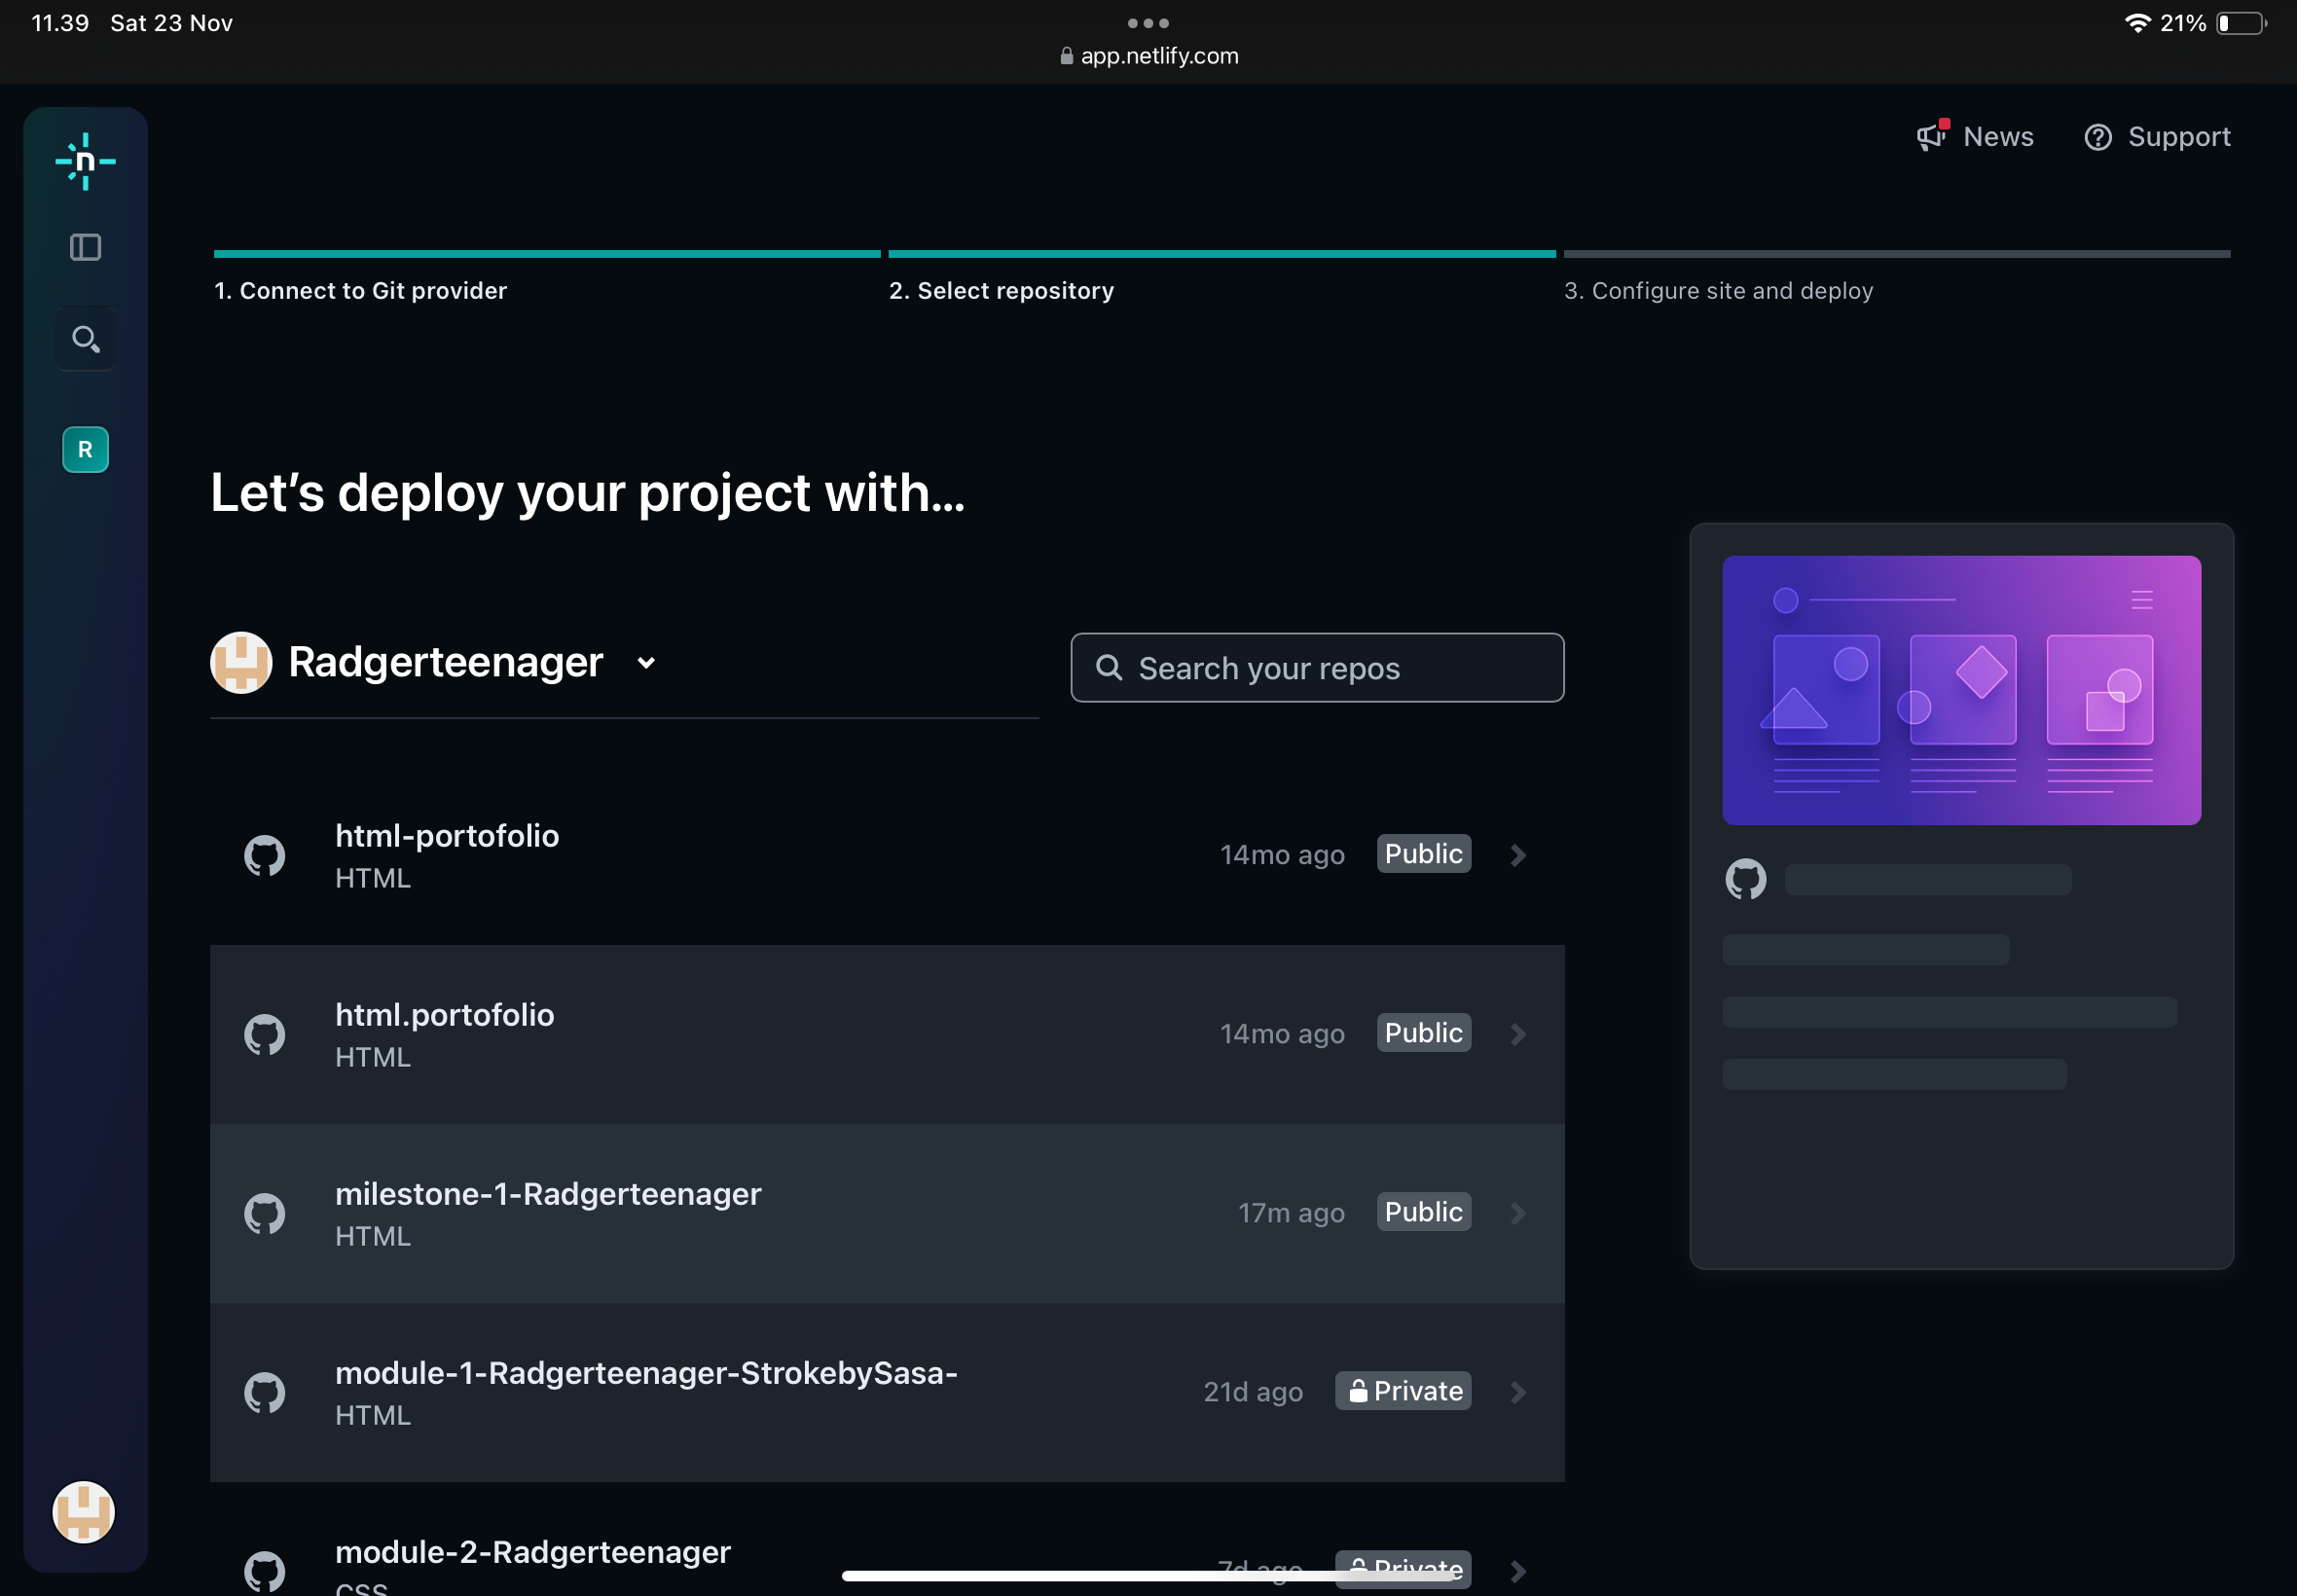 11.39 Sat 23 Nov
21%
app.netlify.com
n
News
Support
1. Connect to Git provider
2. Select repository
3. Configure site and deploy
R
Let’s deploy your project with…
Radgerteenager
Search your repos
html-portofolio
14mo ago Public
HTML
html.portofolio
14mo ago Public
HTML
milestone-1-Radgerteenager
17m ago Public
HTML
module-1-Radgerteenager-StrokebySasa-
21d ago Private
HTML
module-2-Radgerteenager
7d ago Private
CSS